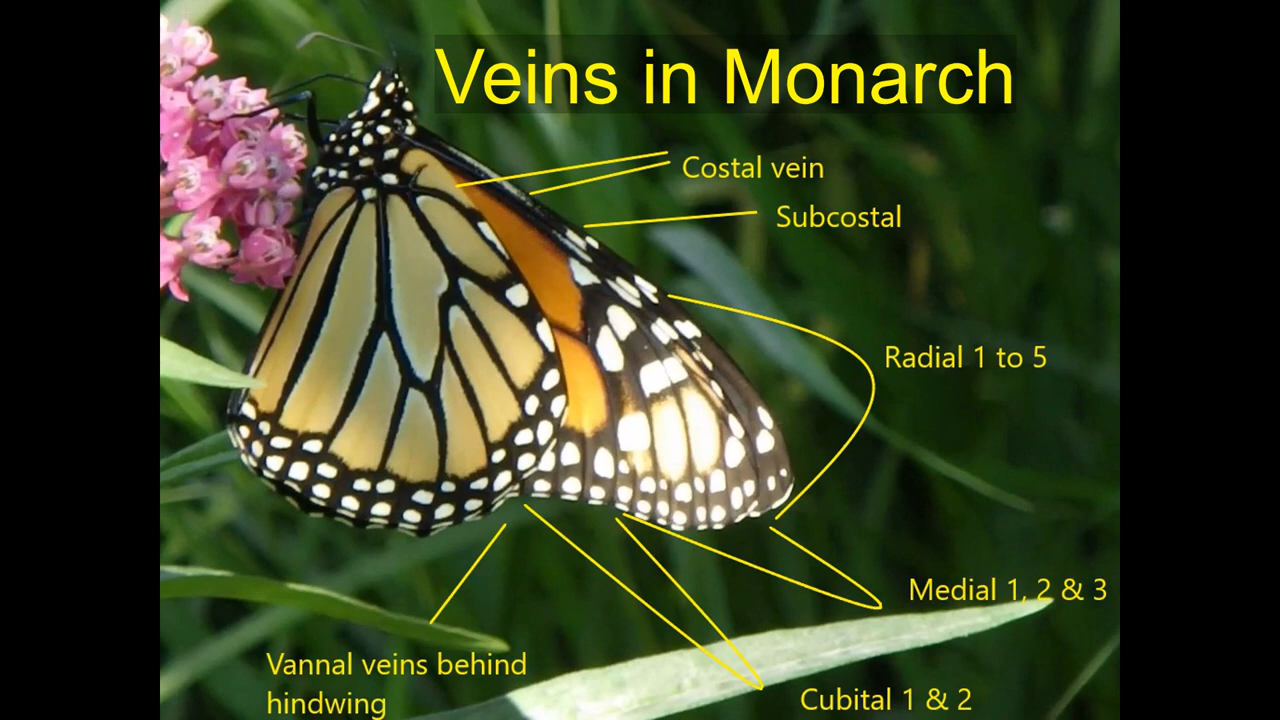 Veins in Monarch
Costal vein
Subcostal
Radial 1 to 5
Medial 1, 2 & 3
Vannal veins behind
hindwing
Cubital 1 & 2